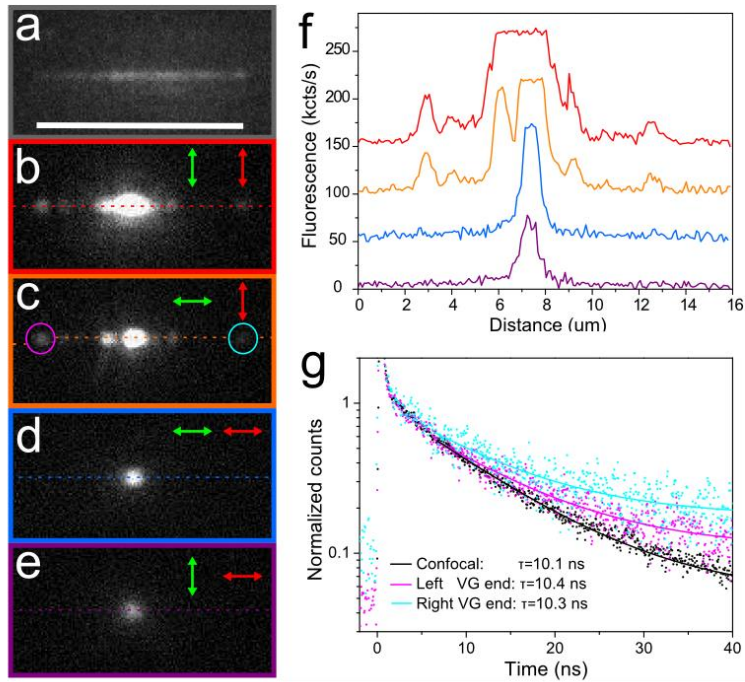 a
b
c
d
e
f
Fluorescence (kcts/s)
250
200
150
100
50
0
0 2 4 6 8 10 12 14 16
Distance (um)
g
Normalized counts
1
0.1
Confocal: τ=10.1 ns
Left VG end: τ=10.4 ns
Right VG end: τ=10.3 ns
0 10 20 30 40
Time (ns)